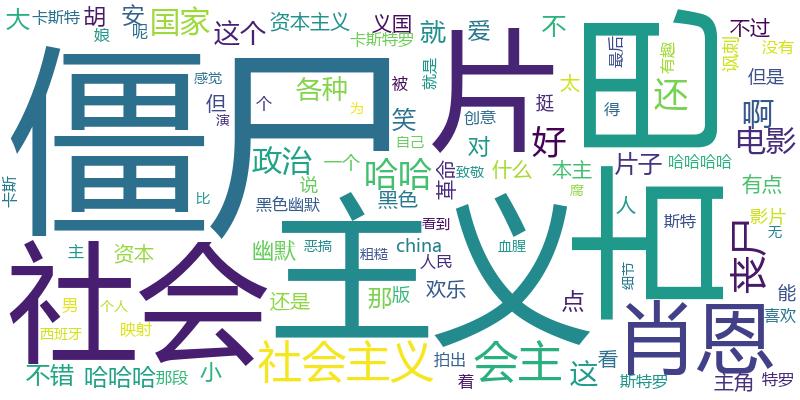 大
卡斯特
胡
娘
安
呢
国家
这个
资本主义
义国
卡斯特罗
就
就是
爱
不
最后
有趣
讽刺
不过
没有
但是
僵尸片
古巴
感觉
但
演
个
各种
为
被
笑
创意
挺
太
得
还
啊
电影
好
对
自己
政治
一个
说
哈哈
革命
致敬
什么
本主
腐
片子
哈哈哈哈
有点
卡斯
比
黑色幽默
黑色
人
斯特
影片
无
丧尸
社会
主义
主
资本
幽默
恶搞
粗糙
china
看到
人民
血腥
细节
还是
那
版
欢乐
点
能
喜欢
肖恩
男
个人
西班牙
映射
社会主义
拍出
会主
这
看
不错
哈哈哈
那段
小
着
斯特罗
主角
特罗